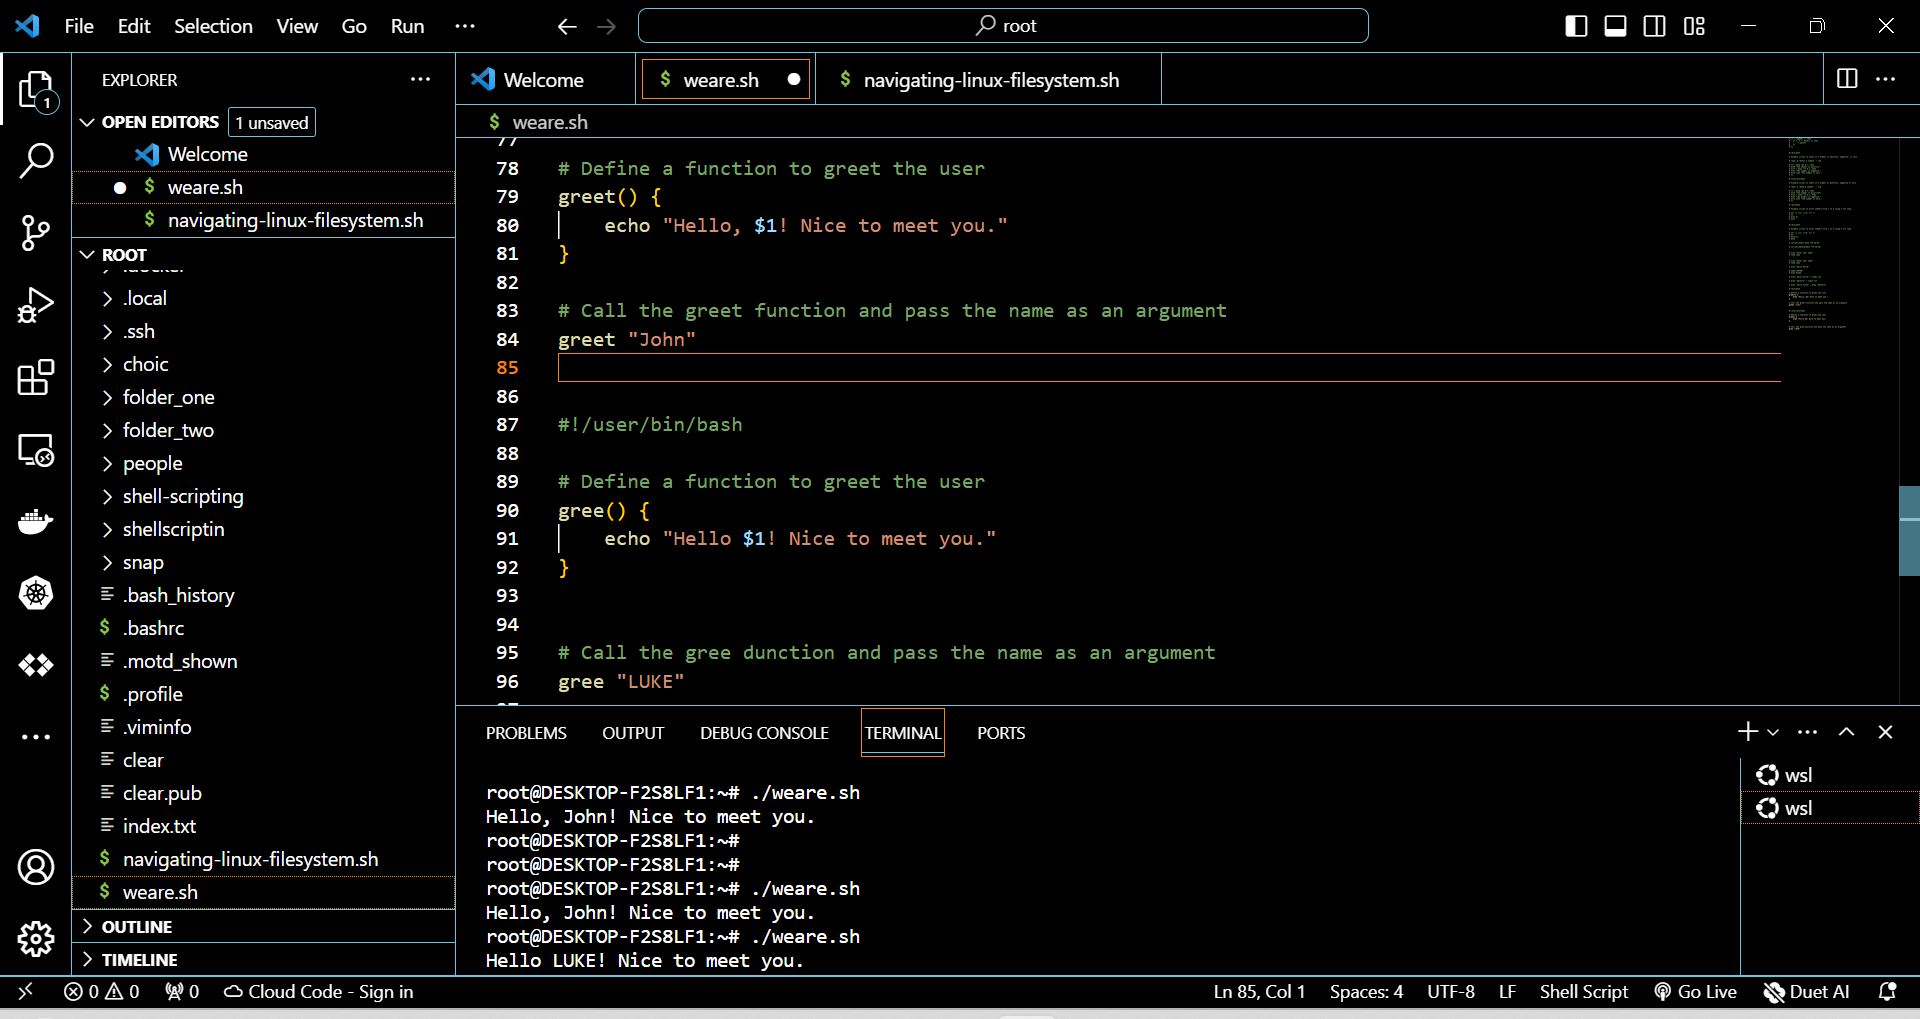 File Edit Selection View Go Run ···
root
EXPLORER
OPEN EDITORS 1 unsaved
Welcome
weare.sh
navigating-linux-filesystem.sh
ROOT
.local
.ssh
choic
folder_one
folder_two
people
shell-scripting
shellscriptin
snap
.bash_history
$ .bashrc
.motd_shown
$ .profile
.viminfo
clear
clear.pub
index.txt
$ navigating-linux-filesystem.sh
$ weare.sh
OUTLINE
TIMELINE
1
Welcome
$ weare.sh
$ navigating-linux-filesystem.sh
$ weare.sh
77
78 # Define a function to greet the user
79 greet() {
80 echo "Hello, $1! Nice to meet you."
81 }
82
83 # Call the greet function and pass the name as an argument
84 greet "John"
85
86
87 #!/user/bin/bash
88
89 # Define a function to greet the user
90 gree() {
91 echo "Hello $1! Nice to meet you."
92 }
93
94
95 # Call the gree dunction and pass the name as an argument
96 gree "LUKE"
PROBLEMS OUTPUT DEBUG CONSOLE TERMINAL PORTS
root@DESKTOP-F2S8LF1:~# ./weare.sh
Hello, John! Nice to meet you.
root@DESKTOP-F2S8LF1:~#
root@DESKTOP-F2S8LF1:~#
root@DESKTOP-F2S8LF1:~# ./weare.sh
Hello, John! Nice to meet you.
root@DESKTOP-F2S8LF1:~# ./weare.sh
Hello LUKE! Nice to meet you.
wsl
wsl
0 0 0 Cloud Code - Sign in Ln 85, Col 1 Spaces: 4 UTF-8 LF Shell Script Go Live Duet AI